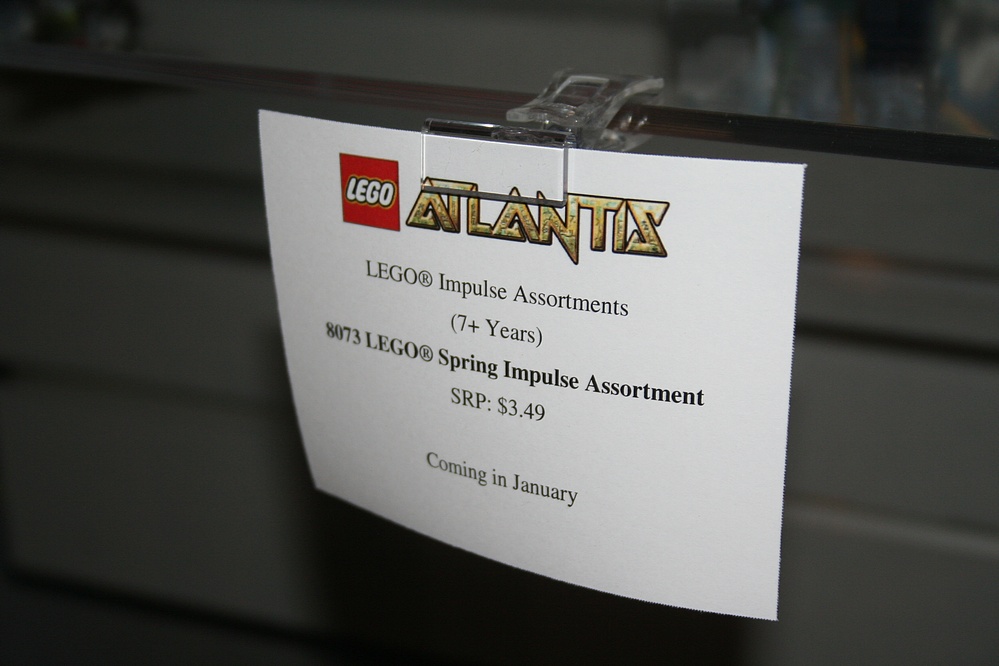 LEGO ATLANTIS
LEGO® Impulse Assortments
(7+ Years)
8073 LEGO® Spring Impulse Assortment
SRP: $3.49
Coming in January